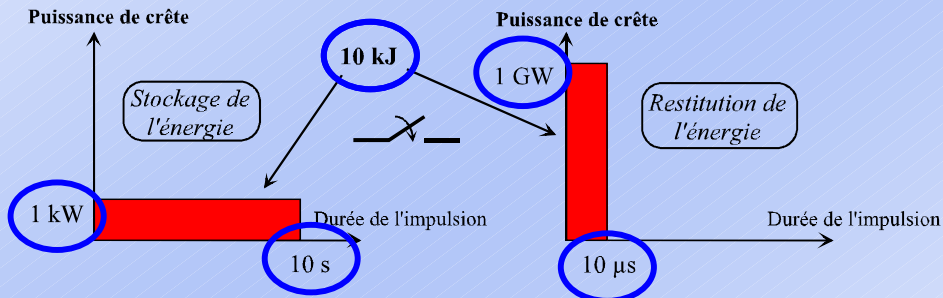 Puissance de crête
10 kJ
Stockage de
l'énergie
1 kW
Durée de l'impulsion
10 s
Puissance de crête
1 GW
Restitution de
l'énergie
Durée de l'impulsion
10 µs